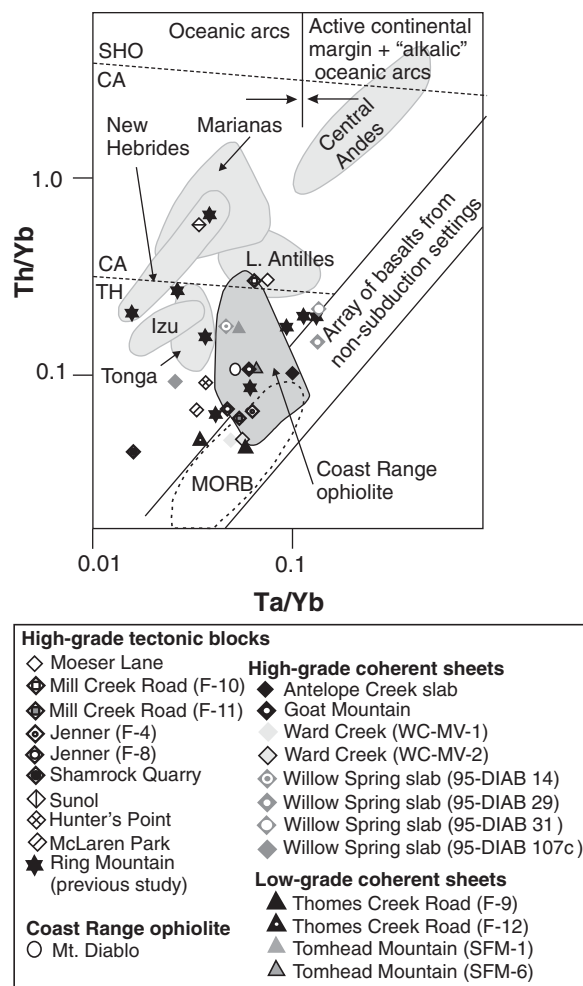 Oceanic arcs
Active continental
margin + “alkalic”
oceanic arcs
SHO
CA
New
Hebrides
Marianas
Central
Andes
1.0
Th/Yb
CA
TH
L. Antilles
Array of basalts from
non-subduction settings
Izu
Tonga
0.1
Coast Range
ophiolite
MORB
0.01
0.1
Ta/Yb
High-grade tectonic blocks
Moeser Lane
Mill Creek Road (F-10)
Mill Creek Road (F-11)
Jenner (F-4)
Jenner (F-8)
Shamrock Quarry
Sunol
Hunter's Point
McLaren Park
Ring Mountain
(previous study)
Coast Range ophiolite
Mt. Diablo
High-grade coherent sheets
Antelope Creek slab
Goat Mountain
Ward Creek (WC-MV-1)
Ward Creek (WC-MV-2)
Willow Spring slab (95-DIAB 14)
Willow Spring slab (95-DIAB 29)
Willow Spring slab (95-DIAB 31)
Willow Spring slab (95-DIAB 107c)
Low-grade coherent sheets
Thomes Creek Road (F-9)
Thomes Creek Road (F-12)
Tomhead Mountain (SFM-1)
Tomhead Mountain (SFM-6)